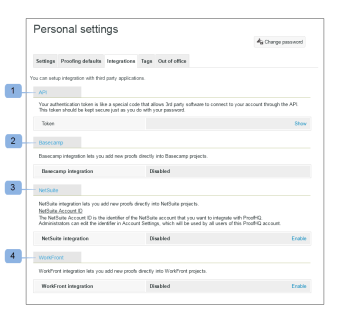 Personal settings
Change password
Settings Proofing defaults Integrations Tags Out of office
You can setup integration with third party applications.
1
API
Your authentication token is like a special code that allows 3rd party software to connect to your account through the API.
This token should be kept secure just as you do with your password.
Token Show
2
Basecamp
Basecamp integration lets you add new proofs directly into Basecamp projects.
Basecamp integration Disabled
3
NetSuite
NetSuite integration lets you add new proofs directly into NetSuite projects.
NetSuite Account ID
The NetSuite Account ID is the identifier of the NetSuite account that you want to integrate with ProofHQ.
Administrators can edit the identifier in Account Settings, which will be used by all users of this ProofHQ account.
NetSuite integration Disabled Enable
4
WorkFront
WorkFront integration lets you add new proofs directly into WorkFront projects.
WorkFront integration Disabled Enable